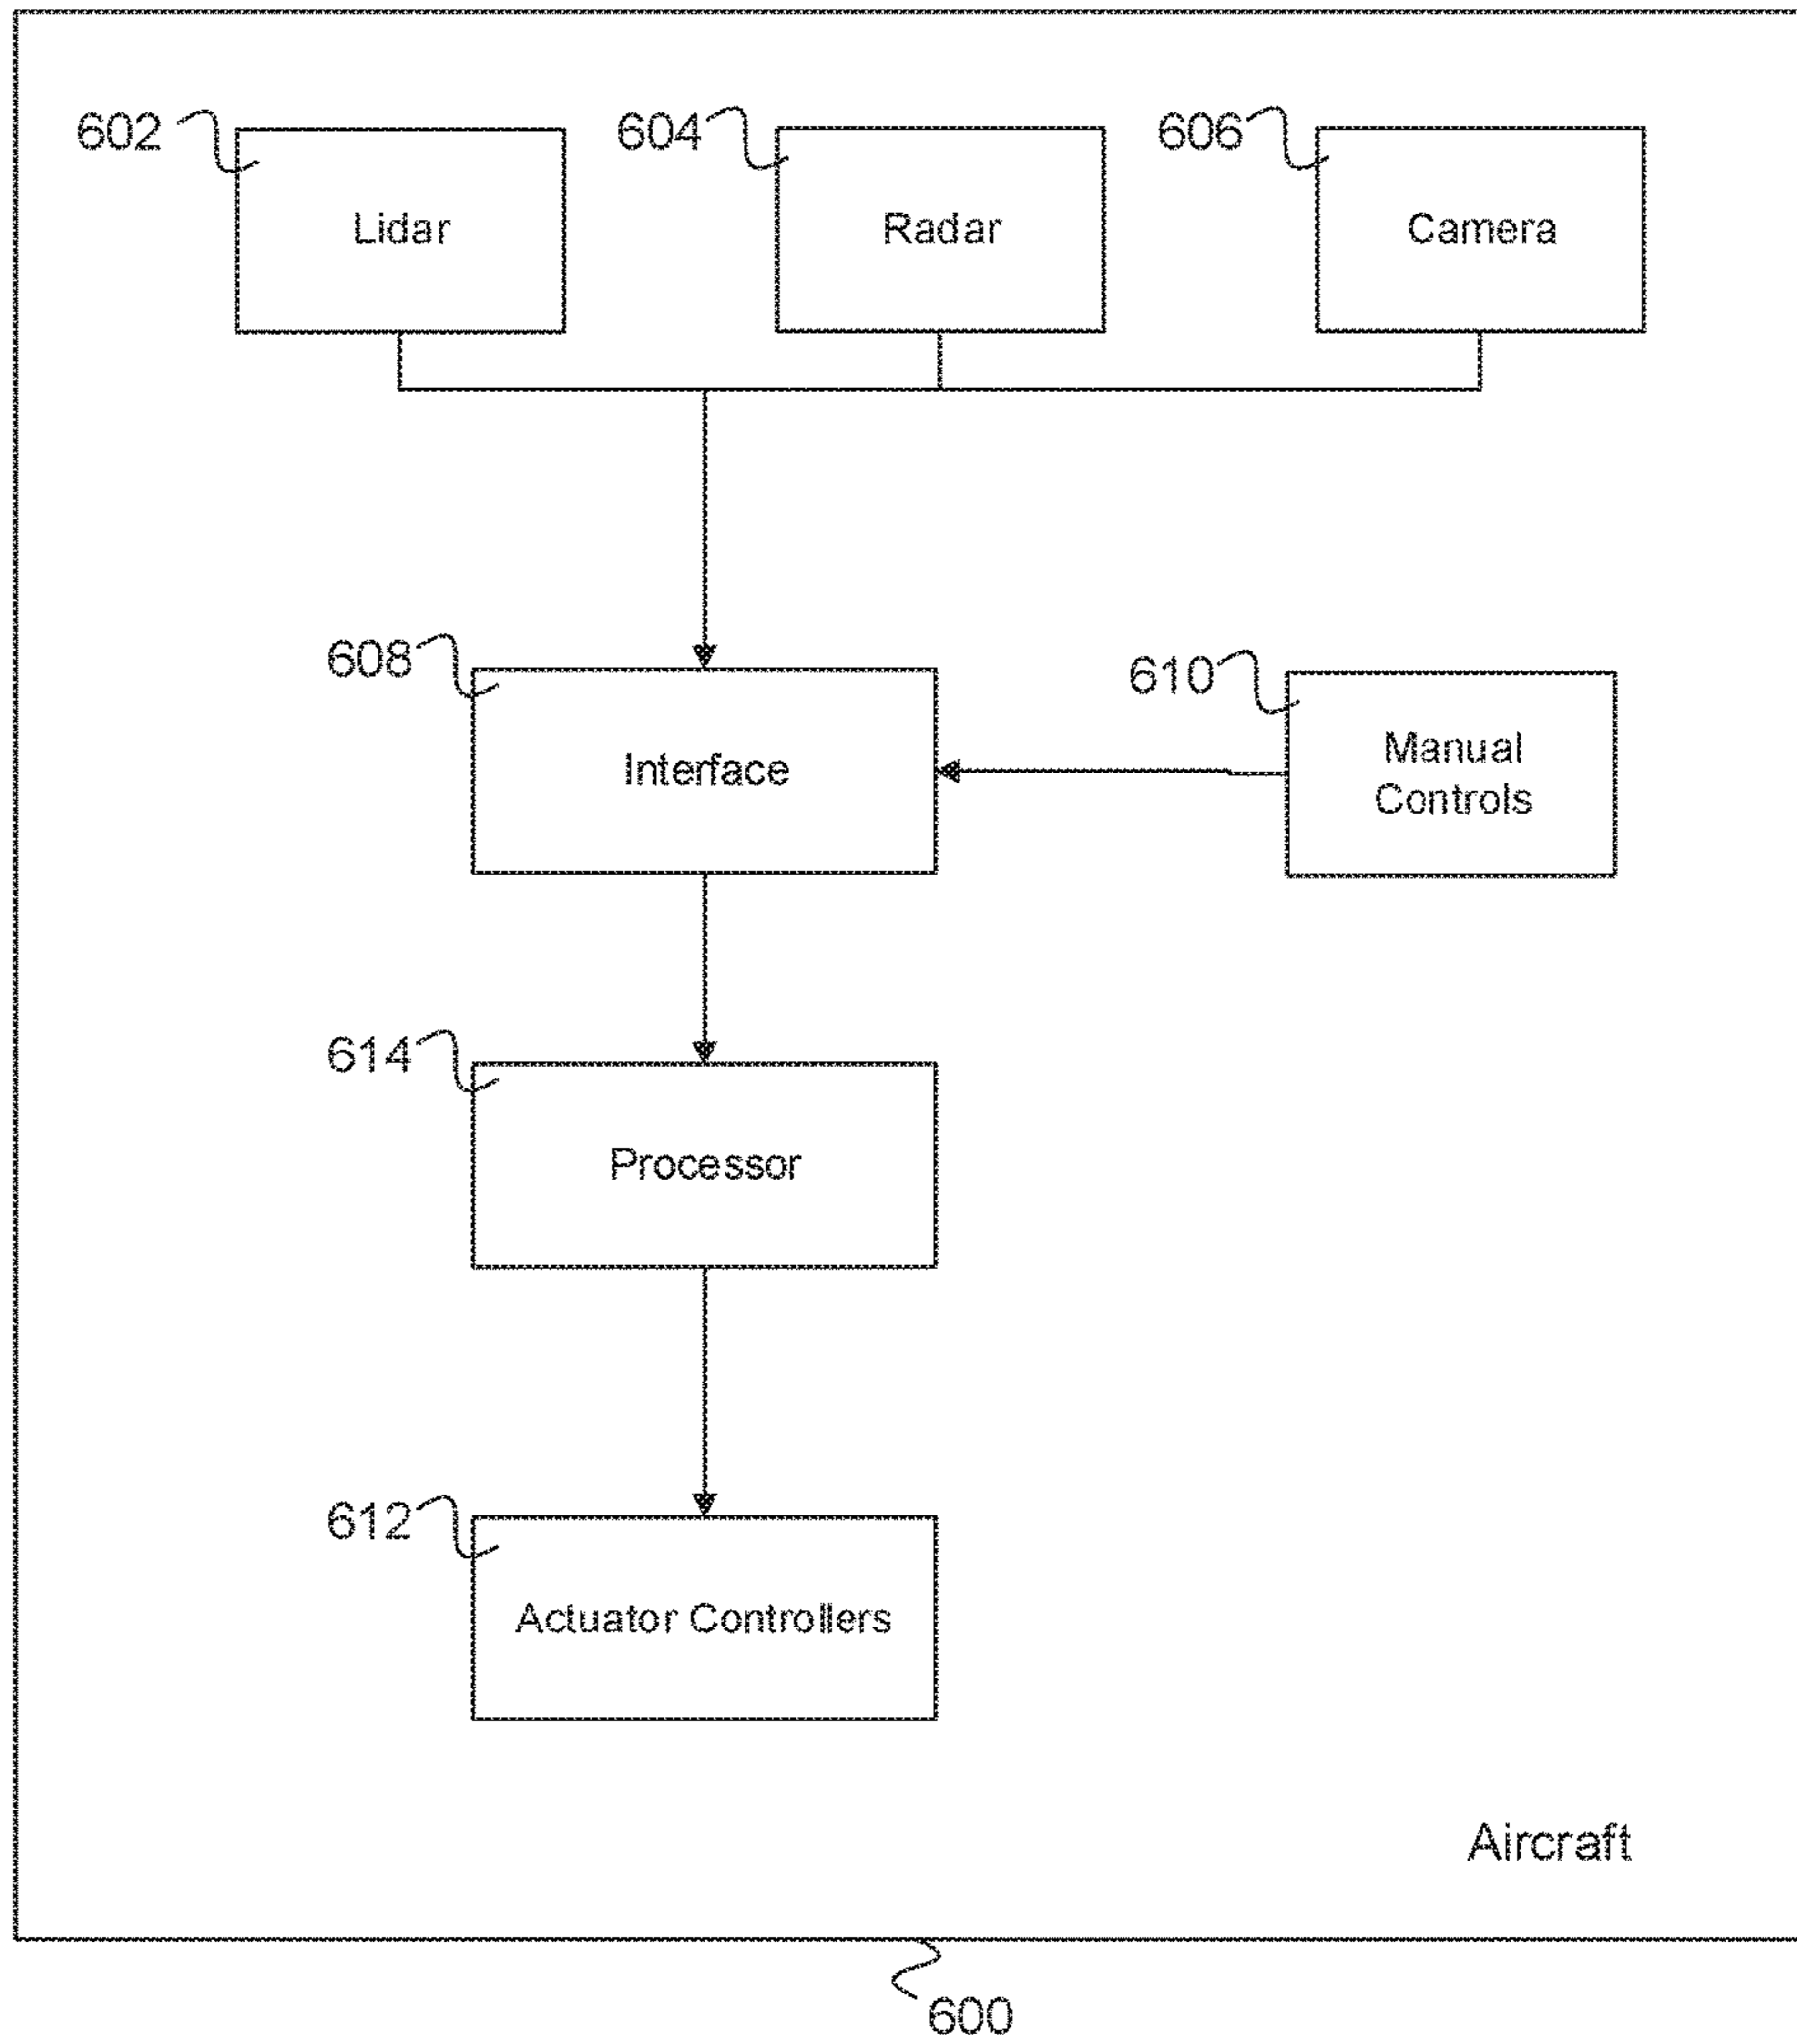 602
604
606
Lidar
Radar
Camera
608
610
Interface
Manual
Controls
614
Processor
612
Actuator Controllers
Aircraft
600